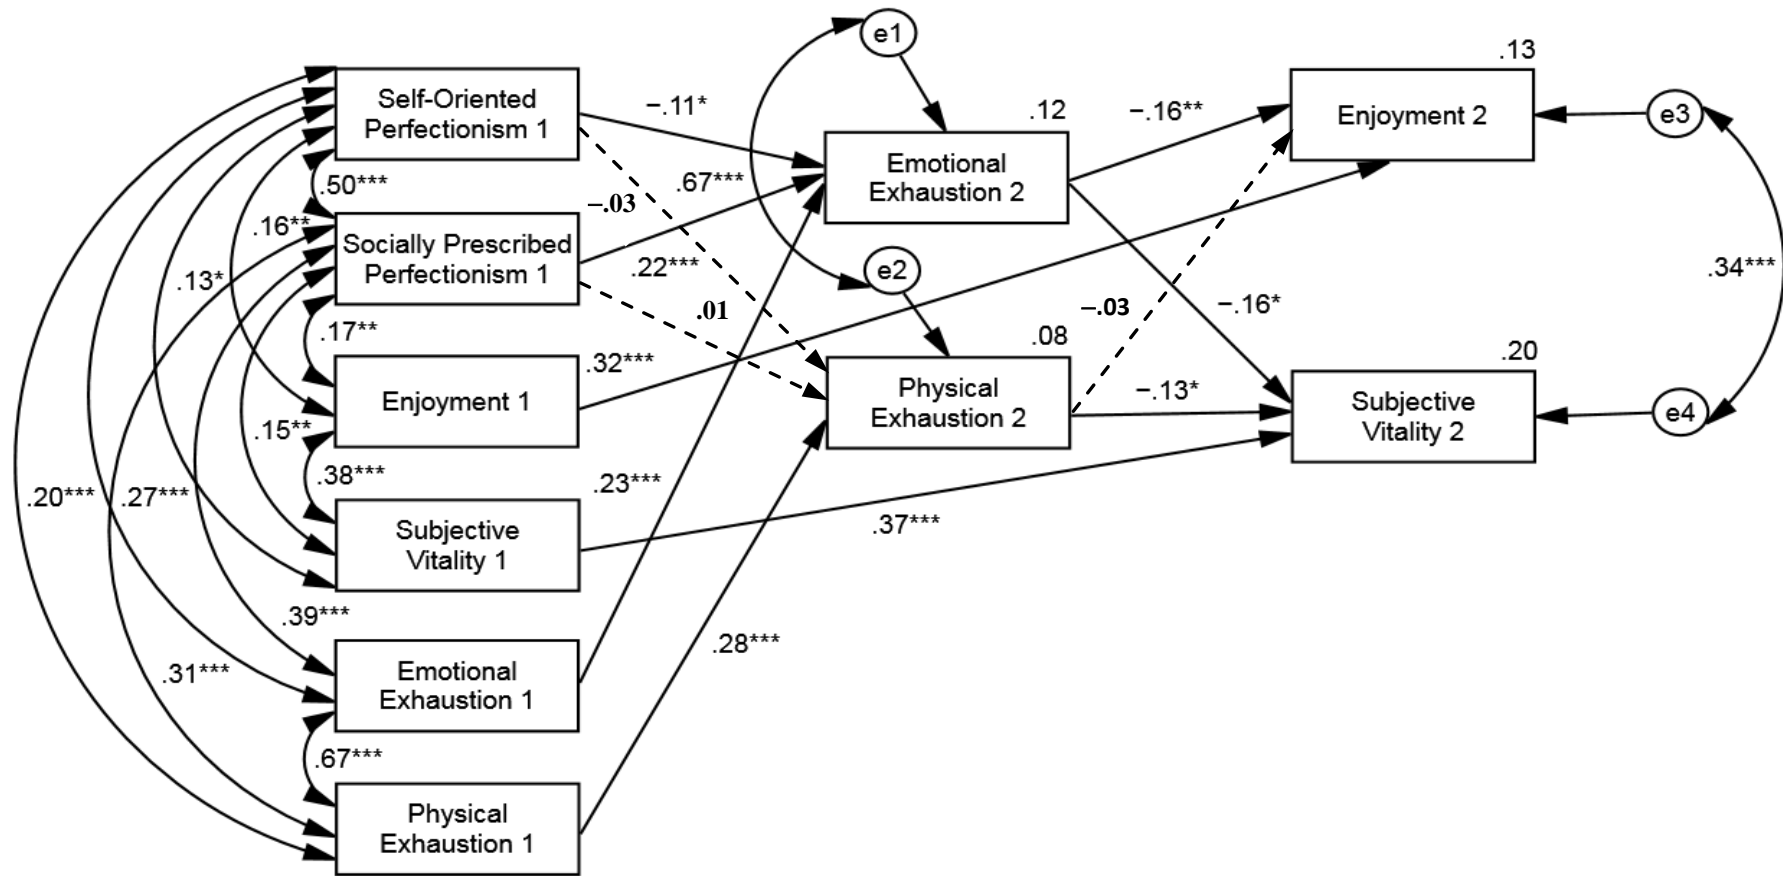 e1
.13
Self-Oriented
Perfectionism 1
−.11*
.12
−.16**
Enjoyment 2
e3
Emotional
Exhaustion 2
.50***
.67***
−.03
.16**
Socially Prescribed
Perfectionism 1
.22***
e2
.34***
.13*
.01
−.03
−.16*
.17**
.08
.20
.32***
Enjoyment 1
Physical
Exhaustion 2
−.13*
Subjective
Vitality 2
e4
.15**
.38***
.23***
.20***
.27***
Subjective
Vitality 1
.37***
.39***
.28***
.31***
Emotional
Exhaustion 1
.67***
Physical
Exhaustion 1